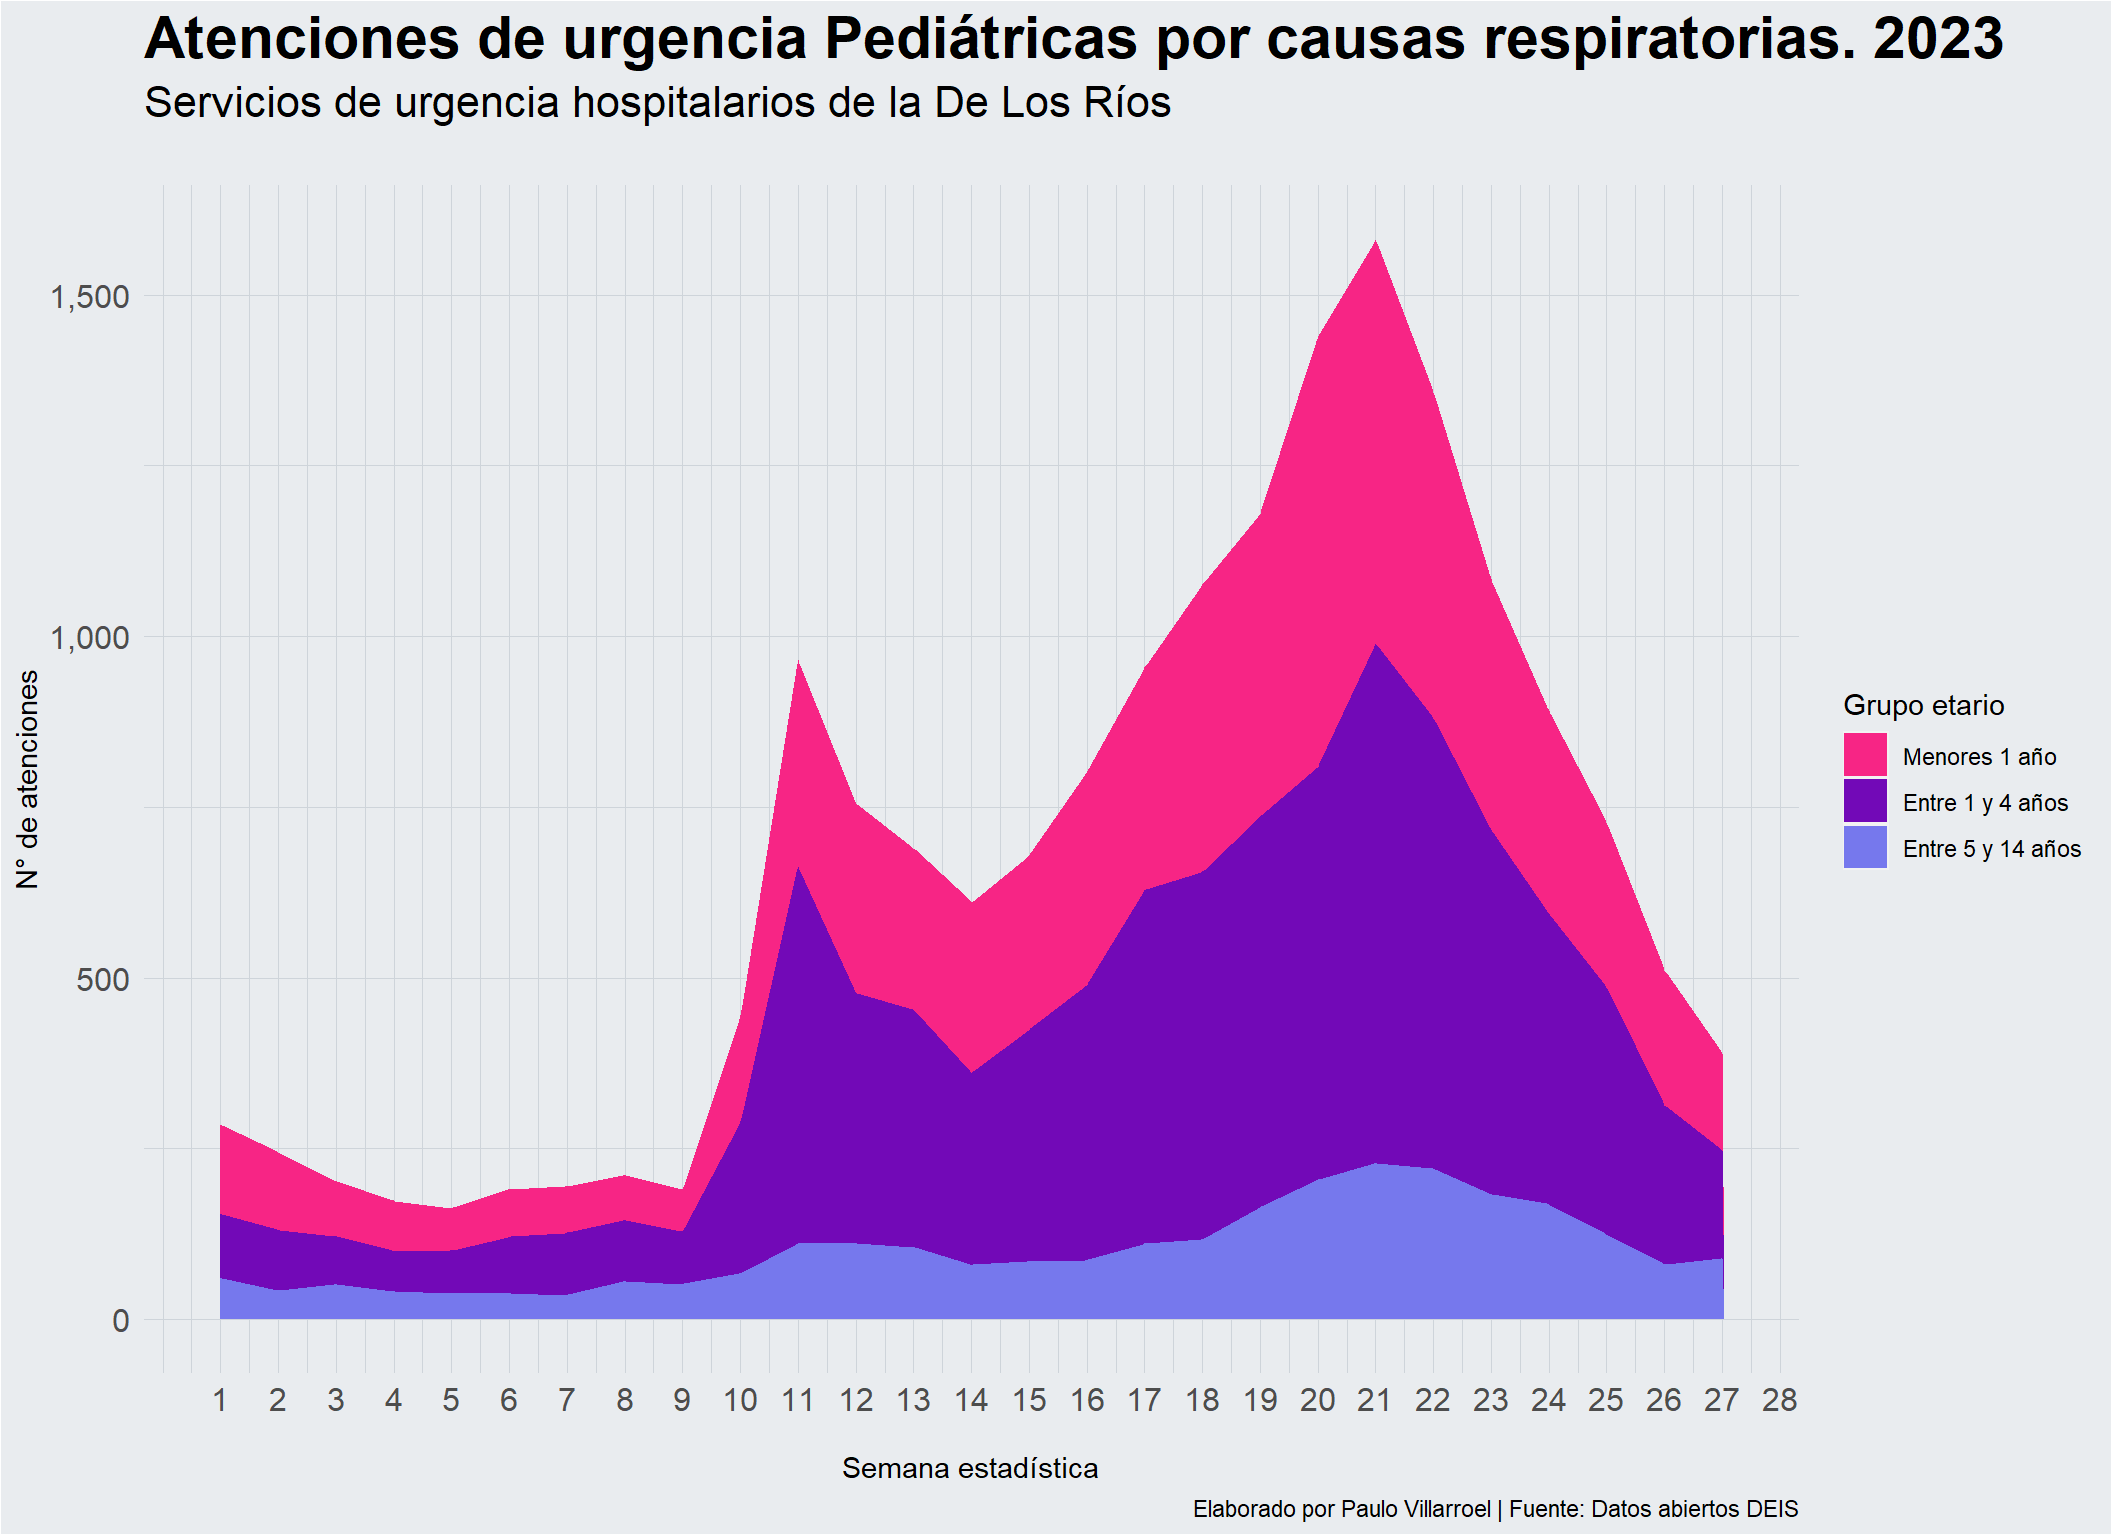 Atenciones de urgencia Pediátricas por causas respiratorias. 2023
Servicios de urgencia hospitalarios de la De Los Ríos
N° de atenciones
1,500
1,000
500
0
1 2 3 4 5 6 7 8 9 10 11 12 13 14 15 16 17 18 19 20 21 22 23 24 25 26 27 28
Semana estadística
Grupo etario
Menores 1 año
Entre 1 y 4 años
Entre 5 y 14 años
Elaborado por Paulo Villarroel | Fuente: Datos abiertos DEIS